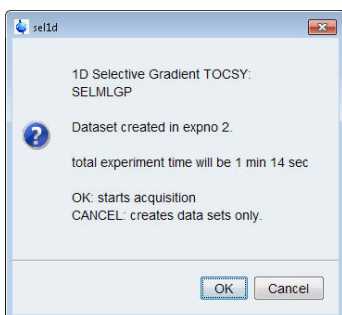 sel1d
1D Selective Gradient TOCSY:
SELMLGP
Dataset created in expno 2.
total experiment time will be 1 min 14 sec
OK: starts acquisition
CANCEL: creates data sets only.
OK Cancel